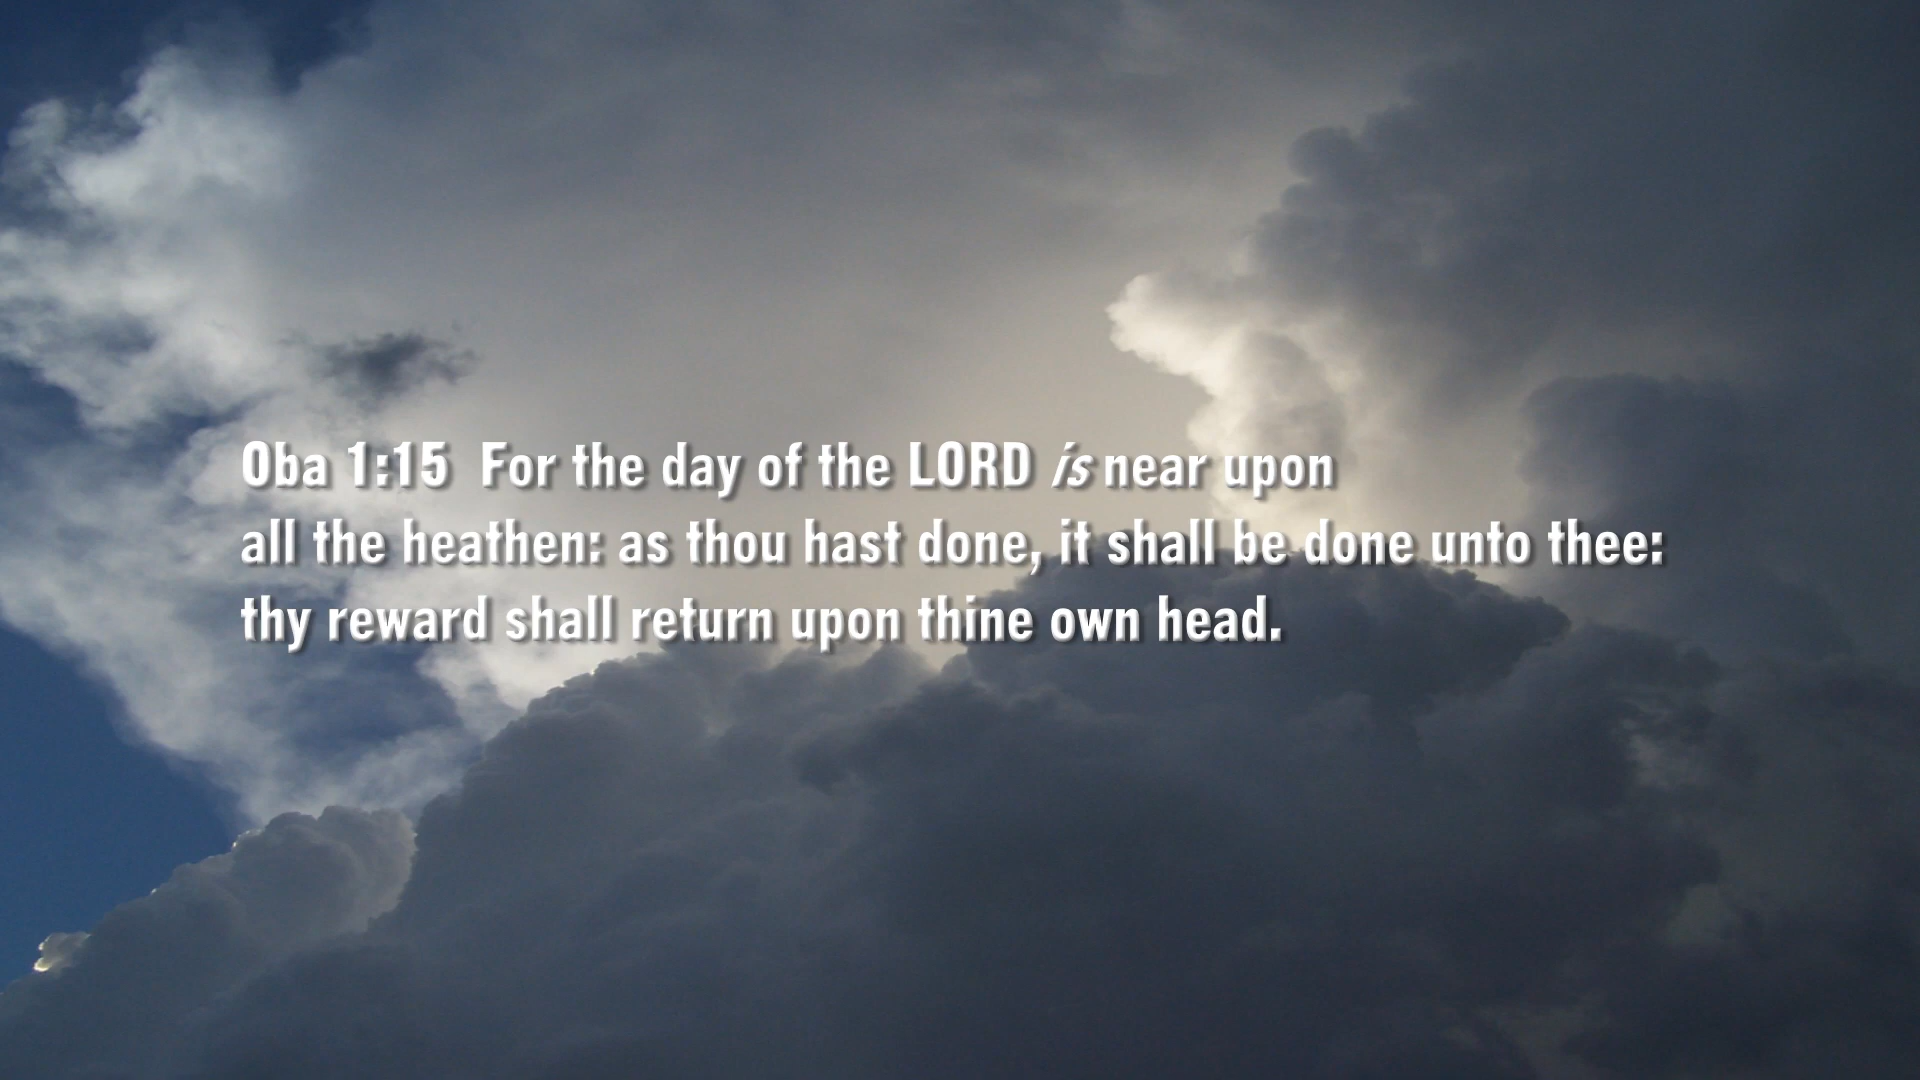 Oba 1:15  For the day of the LORD is near upon
all the heathen: as thou hast done, it shall be done unto thee:
thy reward shall return upon thine own head.